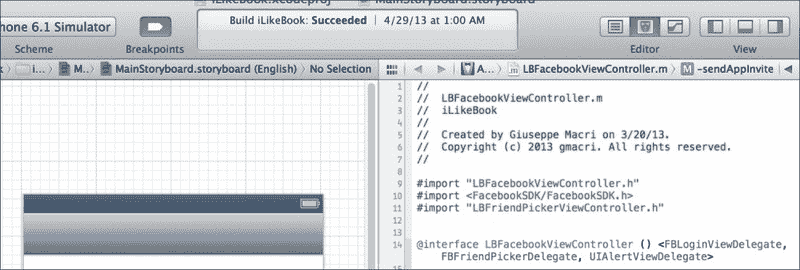 iLikeBook.xcodeproj MainStoryboard.storyboard
hone 6.1 Simulator
Build iLikeBook: Succeeded | 4/29/13 at 1:00 AM
Scheme Breakpoints Editor View
i... M... MainStoryboard.storyboard (English) No Selection
A... LBFacebookViewController.m M -sendAppInvite
1 //
2 // LBFacebookViewController.m
3 // iLikeBook
4 //
5 // Created by Giuseppe Macri on 3/20/13.
6 // Copyright (c) 2013 gmacri. All rights reserved.
7 //
8
9 #import "LBFacebookViewController.h"
10 #import <FacebookSDK/FacebookSDK.h>
11 #import "LBFriendPickerViewController.h"
12
13
14 @interface LBFacebookViewController () <FBLoginViewDelegate,
FBFriendPickerDelegate, UIAlertViewDelegate>
15